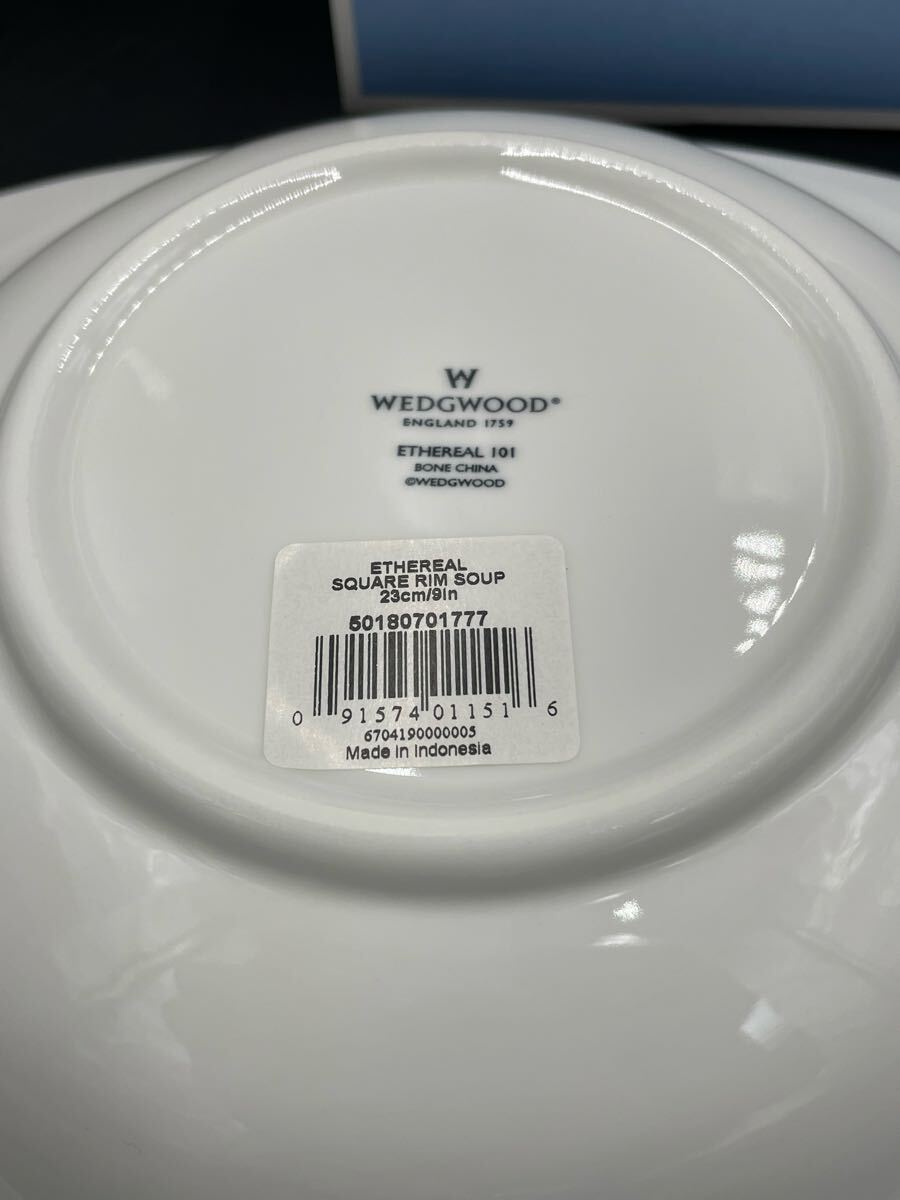 W
WEDGWOOD®
ENGLAND 1759
ETHEREAL 101
BONE CHINA
©WEDGWOOD
ETHEREAL
SQUARE RIM SOUP
23cm/9in
50180701777
0 91574 01151 6
6704190000005
Made in Indonesia